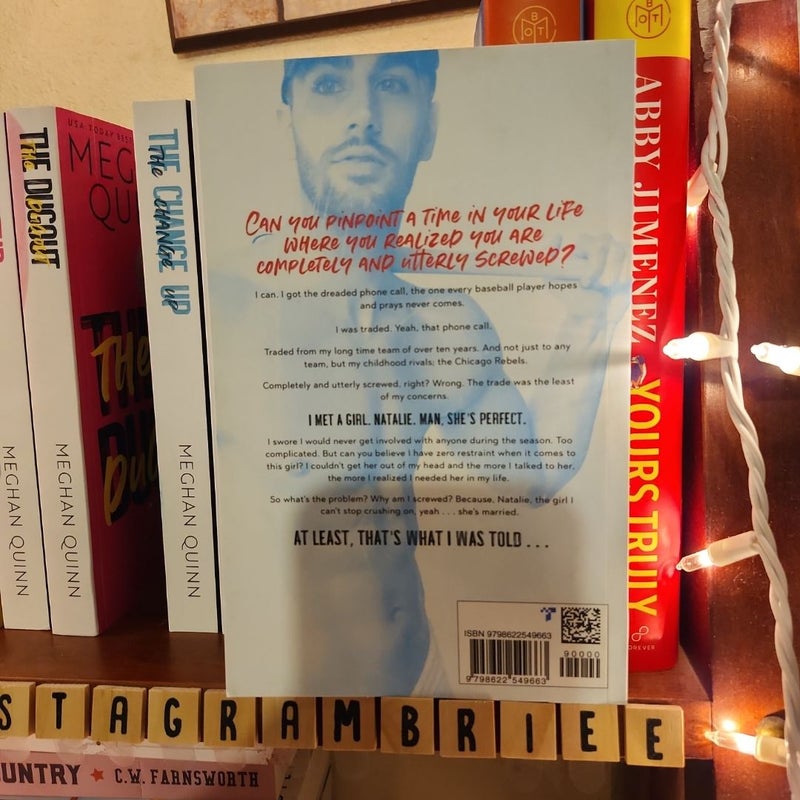 THE DUGOUT
MEGHAN QUINN
USA TODAY BES
MEG
QU
THE
DU
MEGHAN QUINN
THE CHANGE UP
MEGHAN QUINN
CAN YOU PINPOINT A TIME IN YOUR LIFE
WHERE YOU REALIZED YOU ARE
COMPLETELY AND UTTERLY SCREWED?
I can. I got the dreaded phone call, the one every baseball player hopes
and prays never comes.
I was traded. Yeah, that phone call.
Traded from my long time team of over ten years. And not just to any
team, but my childhood rivals; the Chicago Rebels.
Completely and utterly screwed, right? Wrong. The trade was the least
of my concerns.
I MET A GIRL. NATALIE. MAN, SHE'S PERFECT.
I swore I would never get involved with anyone during the season. Too
complicated. But can you believe I have zero restraint when it comes to
this girl? I couldn't get her out of my head and the more I talked to her,
the more I realized I needed her in my life.
So what's the problem? Why am I screwed? Because, Natalie, the girl I
can't stop crushing on, yeah . . . she's married.
AT LEAST, THAT'S WHAT I WAS TOLD . . .
ISBN 9798622549663
90000
9 798622 549663
BOT
M
BOT
M
ABBY JIMENEZ YOURS TRULY
FOREVER
STAGRAMBRIEE
OUNTRY ★ C.W. FARNSWORTH